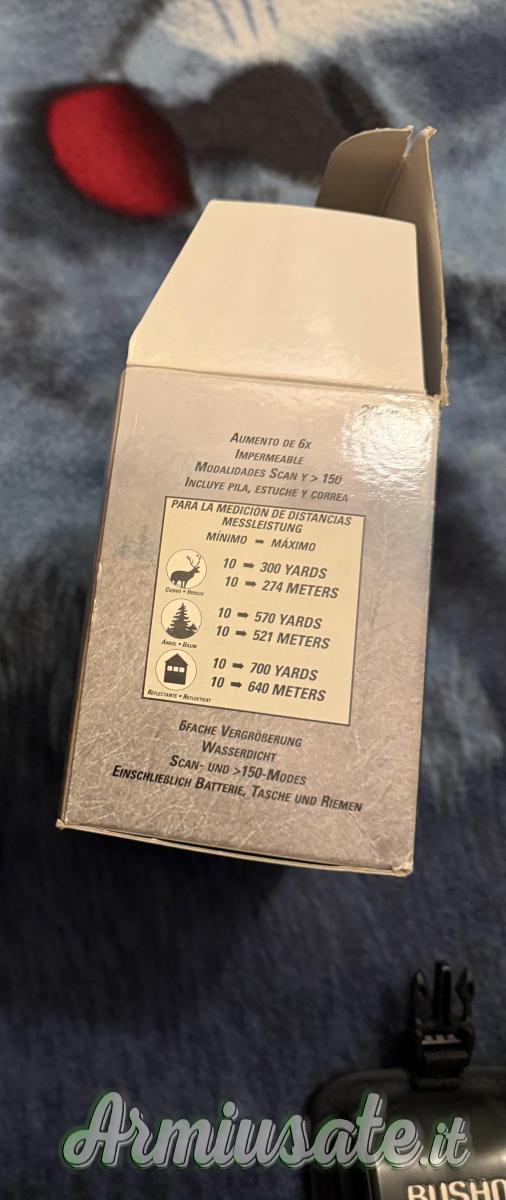 AUMENTO DE 6X
IMPERMEABLE
MODALIDADES SCAN Y > 150
INCLUYE PILA, ESTUCHE Y CORREA
PARA LA MEDICIÓN DE DISTANCIAS
MESSLEISTUNG
MÍNIMO ➡ MÁXIMO
10 ➡ 300 YARDS
10 ➡ 274 METERS
CIERVO • HIRSCH
10 ➡ 570 YARDS
10 ➡ 521 METERS
ARBOL • BAUM
10 ➡ 700 YARDS
10 ➡ 640 METERS
REFLECTANTE • REFLEKTIERT
6FACHE VERGRÖßERUNG
WASSERDICHT
SCAN- UND >150-MODES
EINSCHLIEßLICH BATTERIE, TASCHE UND RIEMEN
Armiusate.it